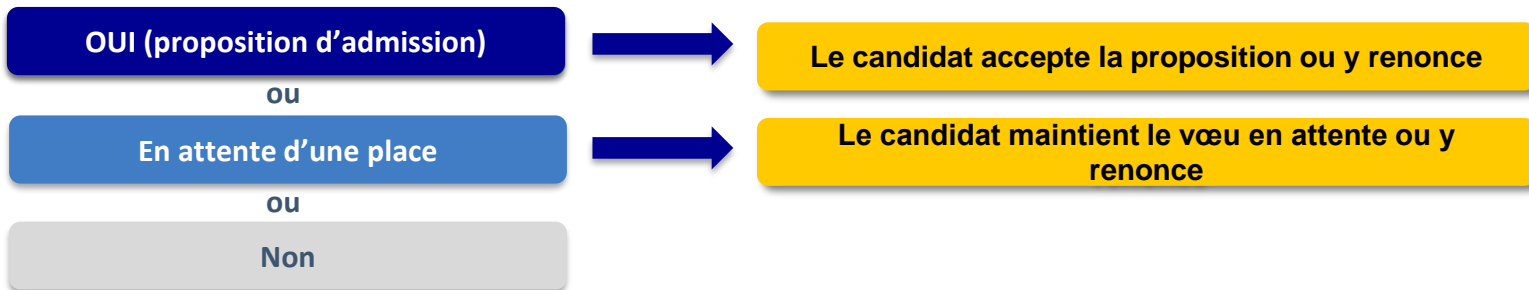 OUI (proposition d’admission)
Le candidat accepte la proposition ou y renonce
ou
En attente d’une place
Le candidat maintient le vœu en attente ou y
renonce
ou
Non